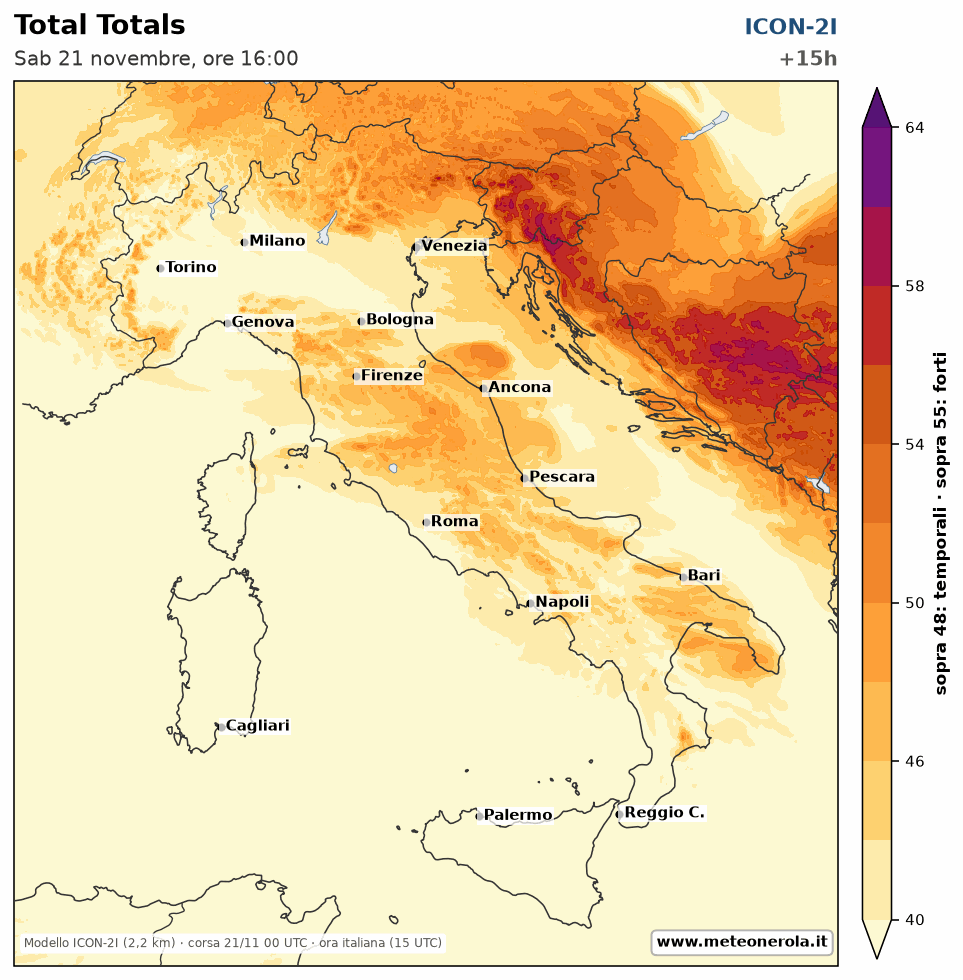 Total Totals
ICON-2I
Sab 21 novembre, ore 16:00
+15h
64
58
54
50
46
40
sopra 48: temporali · sopra 55: forti
Milano
Venezia
Torino
Genova
Bologna
Firenze
Ancona
Pescara
Roma
Bari
Napoli
Cagliari
Palermo
Reggio C.
Modello ICON-2I (2,2 km) · corsa 21/11 00 UTC · ora italiana (15 UTC)
www.meteonerola.it